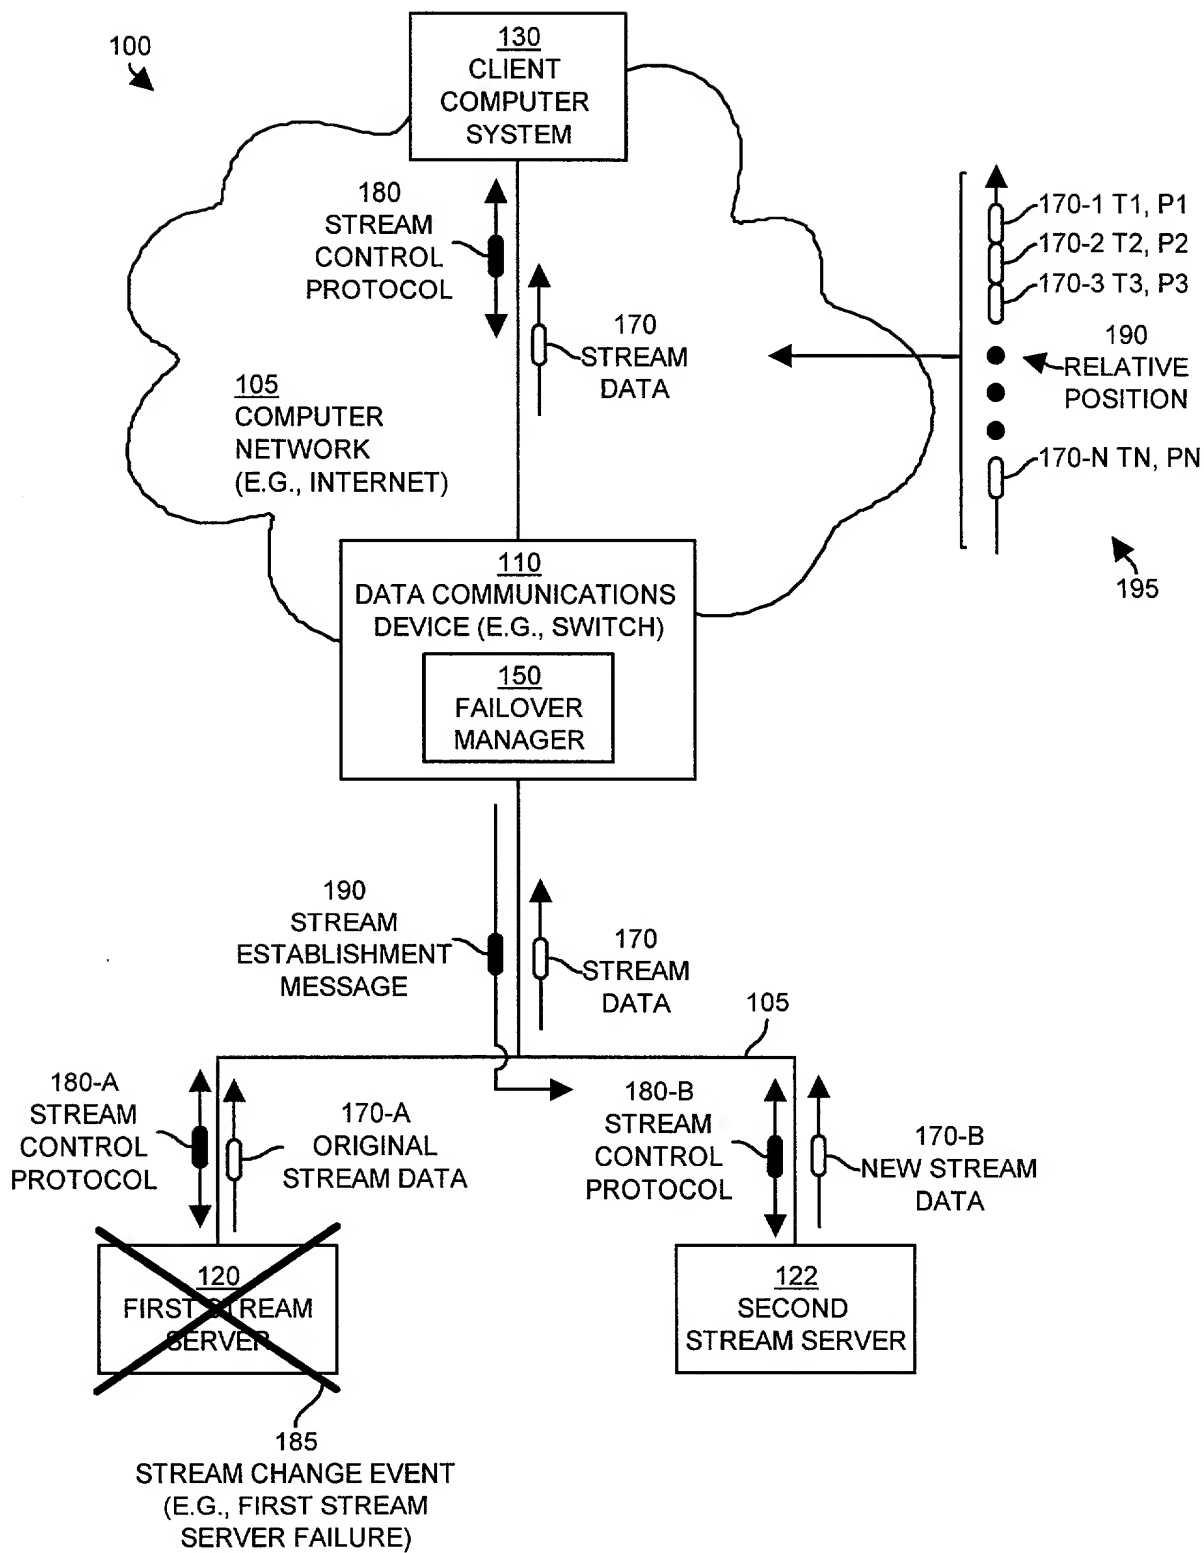 100
130
CLIENT
COMPUTER
SYSTEM
180
STREAM
CONTROL
PROTOCOL
170
STREAM
DATA
105
COMPUTER
NETWORK
(E.G., INTERNET)
170-1 T1, P1
170-2 T2, P2
170-3 T3, P3
190
RELATIVE
POSITION
170-N TN, PN
195
110
DATA COMMUNICATIONS
DEVICE (E.G., SWITCH)
150
FAILOVER
MANAGER
190
STREAM
ESTABLISHMENT
MESSAGE
170
STREAM
DATA
105
180-A
STREAM
CONTROL
PROTOCOL
170-A
ORIGINAL
STREAM DATA
180-B
STREAM
CONTROL
PROTOCOL
170-B
NEW STREAM
DATA
120
FIRST STREAM
SERVER
122
SECOND
STREAM SERVER
185
STREAM CHANGE EVENT
(E.G., FIRST STREAM
SERVER FAILURE)